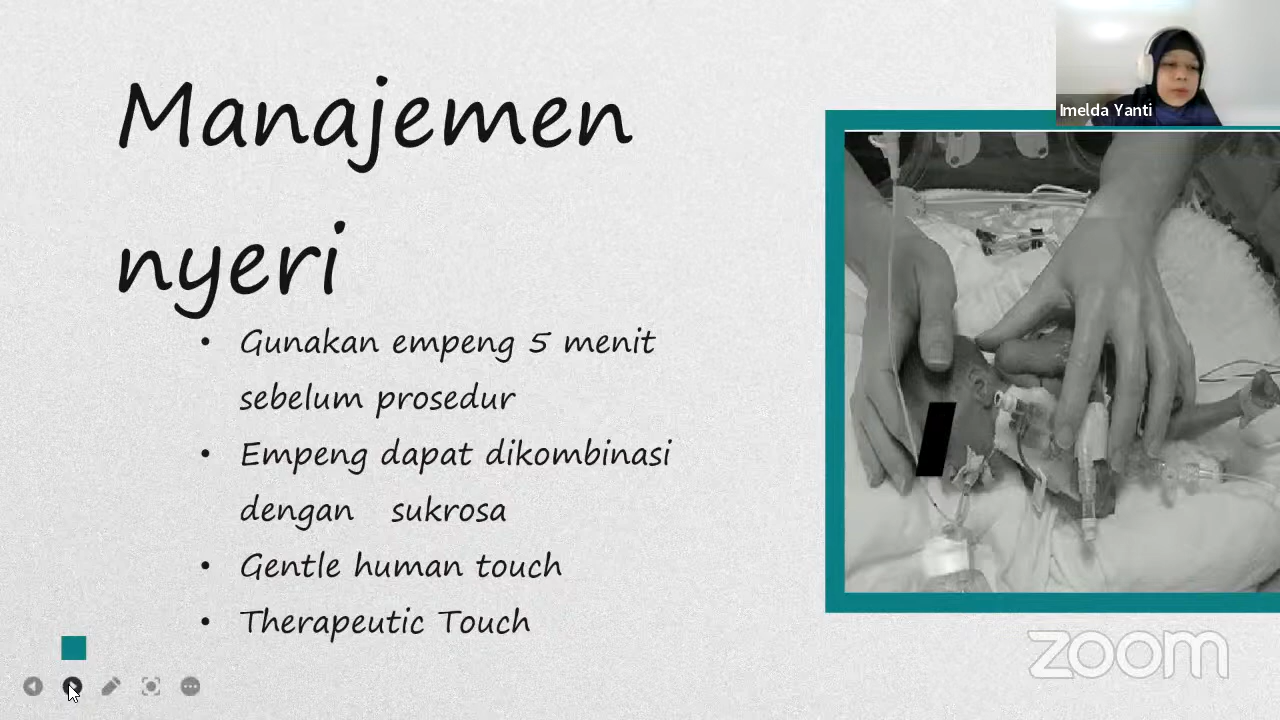 Manajemen
nyeri
• Gunakan empeng 5 menit
sebelum prosedur
• Empeng dapat dikombinasi
dengan sukrosa
• Gentle human touch
• Therapeutic Touch
Imelda Yanti
zoom